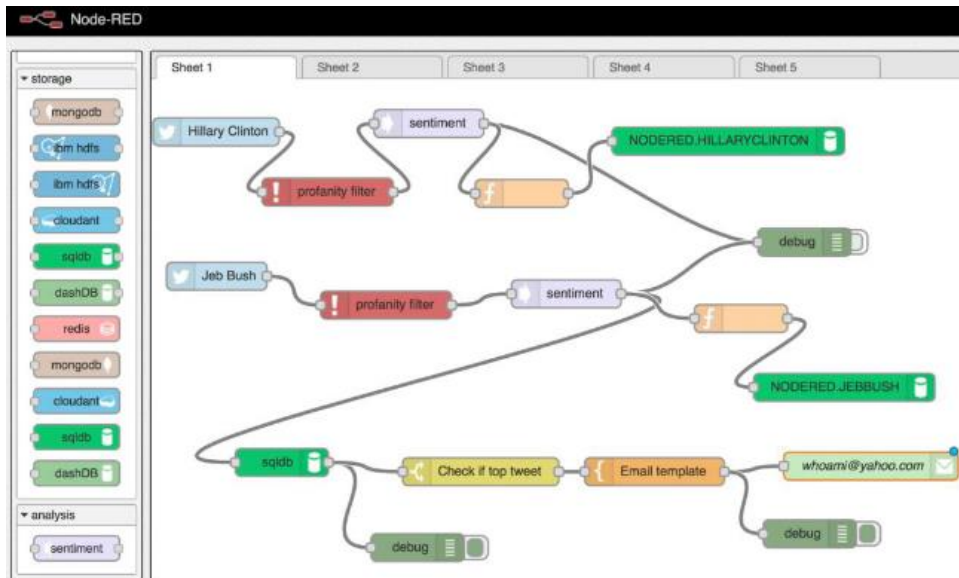 Node-RED
storage
mongodb
ibm hdfs
ibm hdfs
cloudant
sqldb
dashDB
redis
mongodb
cloudant
sqldb
dashDB
analysis
sentiment
Sheet 1 Sheet 2 Sheet 3 Sheet 4 Sheet 5
Hillary Clinton
sentiment
NODERED.HILLARYCLINTON
! profanity filter
f
debug
Jeb Bush
sentiment
! profanity filter
f
NODERED.JEBBUSH
sqldb
Check if top tweet
{ Email template
whoami@yahoo.com
debug
debug